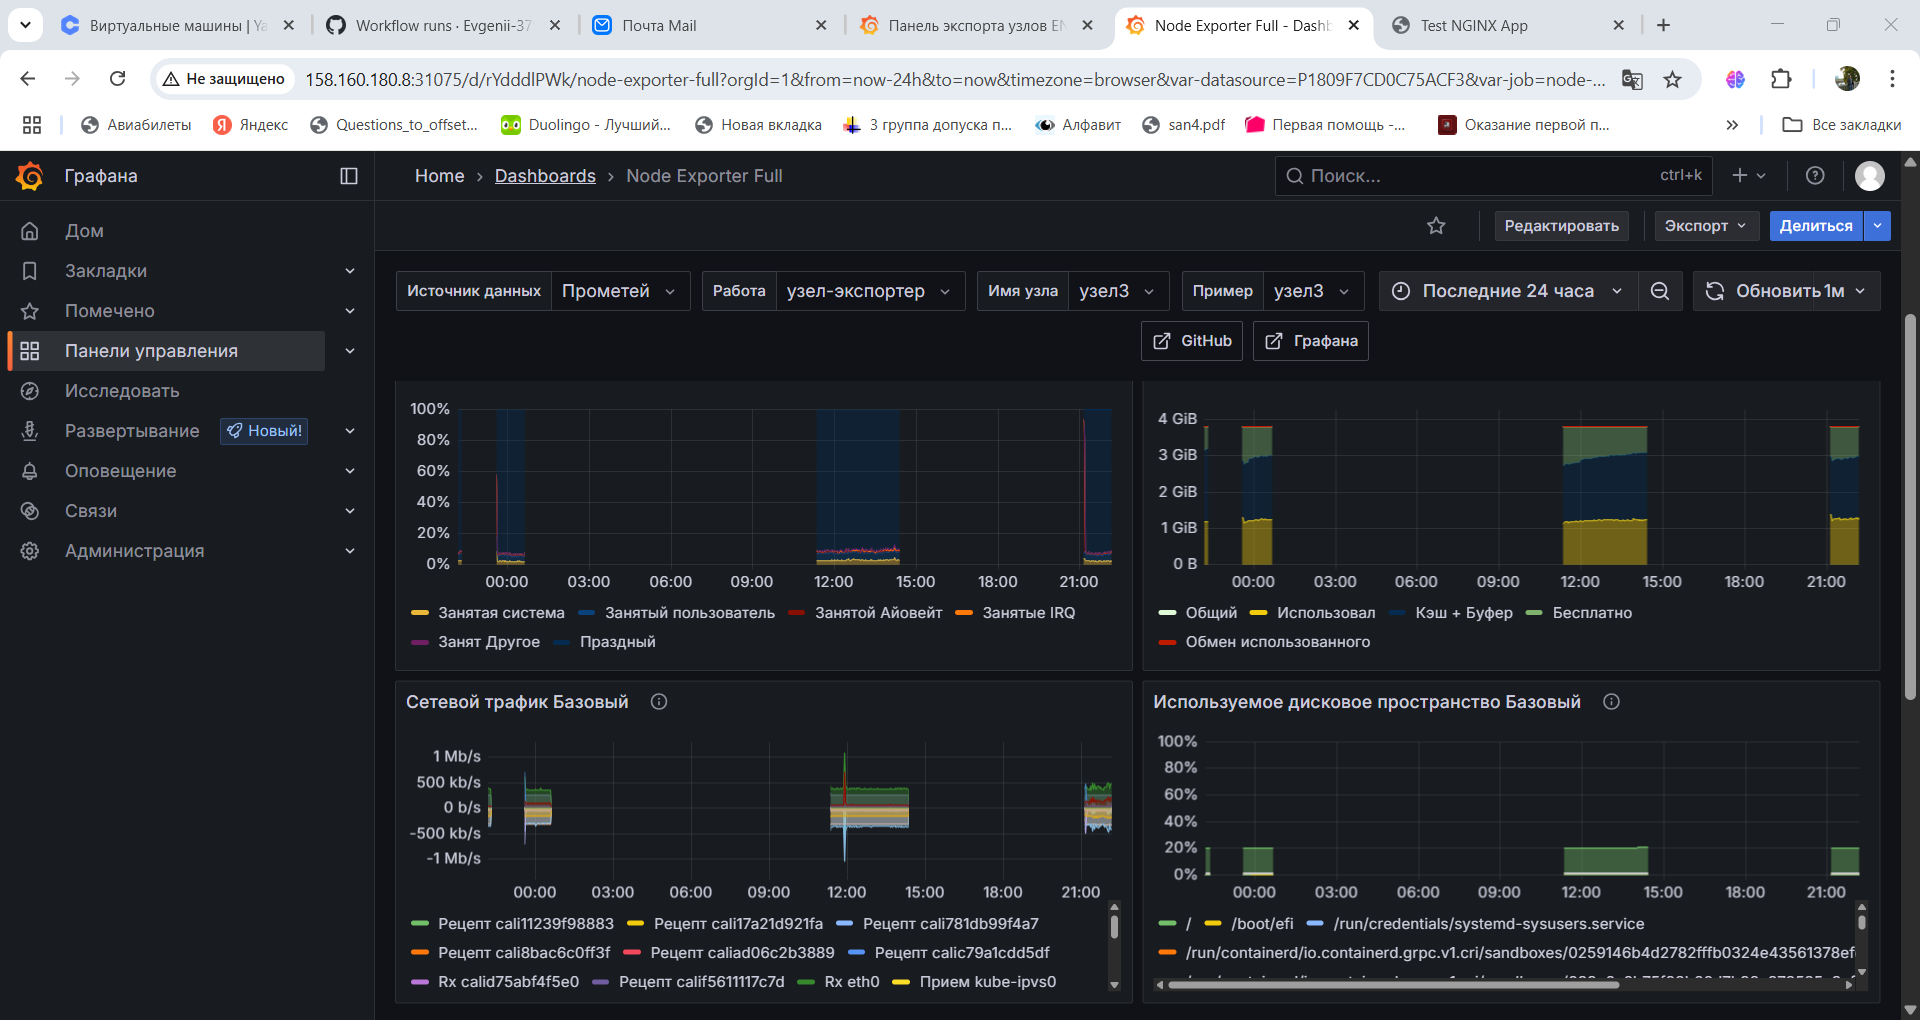 Виртуальные машины | Ya
Workflow runs · Evgenii-37
Почта Mail
Панель экспорта узлов EN
Node Exporter Full - Dashb
Test NGINX App
Не защищено
158.160.180.8:31075/d/rYdddlPWk/node-exporter-full?orgId=1&from=now-24h&to=now&timezone=browser&var-datasource=P1809F7CD0C75ACF3&var-job=node-...
Авиабилеты
Яндекс
Questions_to_offset...
Duolingo - Лучший...
Новая вкладка
3 группа допуска п...
Алфавит
san4.pdf
Первая помощь -...
Оказание первой п...
»
Все закладки
Графана
Home › Dashboards › Node Exporter Full
Поиск... ctrl+k
Дом
Закладки
Помечено
Панели управления
Исследовать
Развертывание Новый!
Оповещение
Связи
Администрация
Редактировать
Экспорт
Делиться
Источник данных Прометей
Работа узел-экспортер
Имя узла узел3
Пример узел3
Последние 24 часа
Обновить 1м
GitHub
Графана
100%
80%
60%
40%
20%
0%
00:00 03:00 06:00 09:00 12:00 15:00 18:00 21:00
Занятая система Занятый пользователь Занятой Айовейт Занятые IRQ
Занят Другое Праздный
4 GiB
3 GiB
2 GiB
1 GiB
0 B
00:00 03:00 06:00 09:00 12:00 15:00 18:00 21:00
Общий Использовал Кэш + Буфер Бесплатно
Обмен использованного
Сетевой трафик Базовый
1 Mb/s
500 kb/s
0 b/s
-500 kb/s
-1 Mb/s
00:00 03:00 06:00 09:00 12:00 15:00 18:00 21:00
Рецепт cali11239f98883 Рецепт cali17a21d921fa Рецепт cali781db99f4a7
Рецепт cali8bac6c0ff3f Рецепт caliad06c2b3889 Рецепт calic79a1cdd5df
Rx calid75abf4f5e0 Рецепт calif5611117c7d Rx eth0 Прием kube-ipvs0
Используемое дисковое пространство Базовый
100%
80%
60%
40%
20%
0%
00:00 03:00 06:00 09:00 12:00 15:00 18:00 21:00
/ /boot/efi /run/credentials/systemd-sysusers.service
/run/containerd/io.containerd.grpc.v1.cri/sandboxes/0259146b4d2782fffb0324e43561378ef